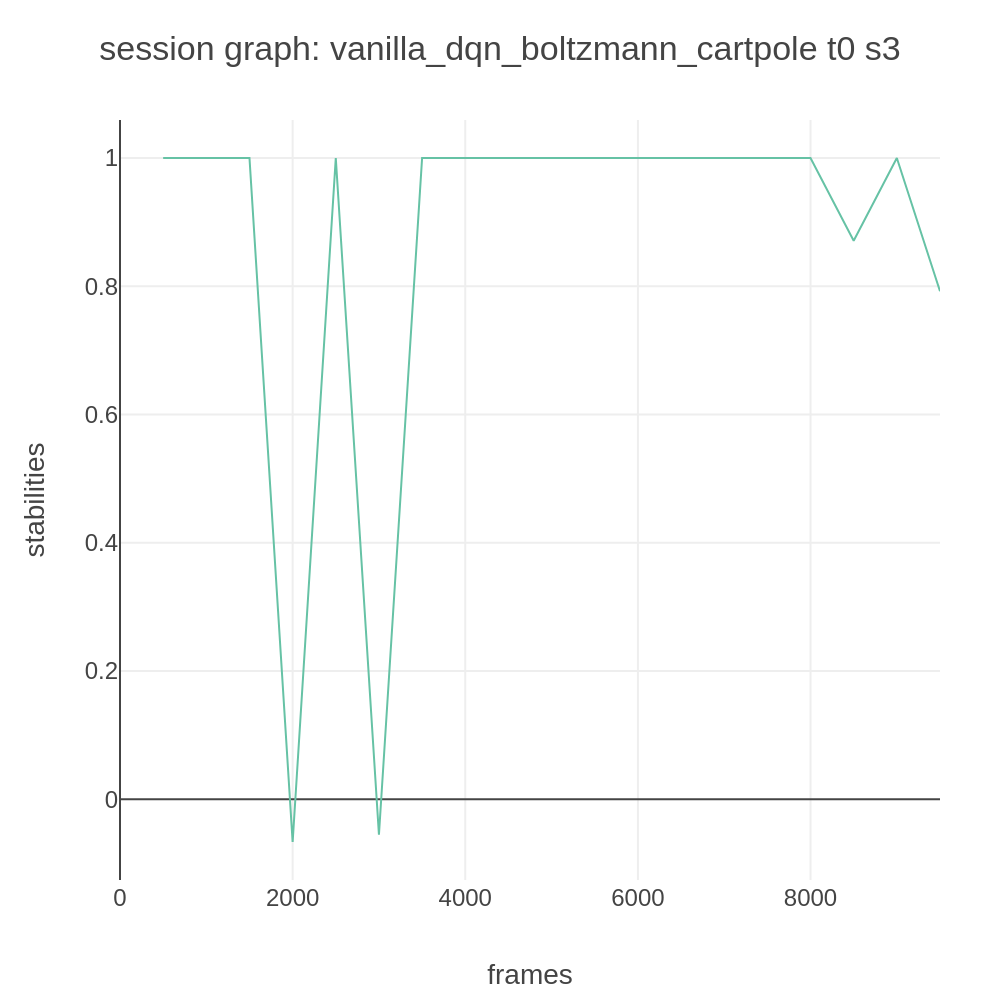 session graph: vanilla_dqn_boltzmann_cartpole t0 s3
1
0.8
0.6
0.4
0.2
0
stabilities
0 2000 4000 6000 8000
frames